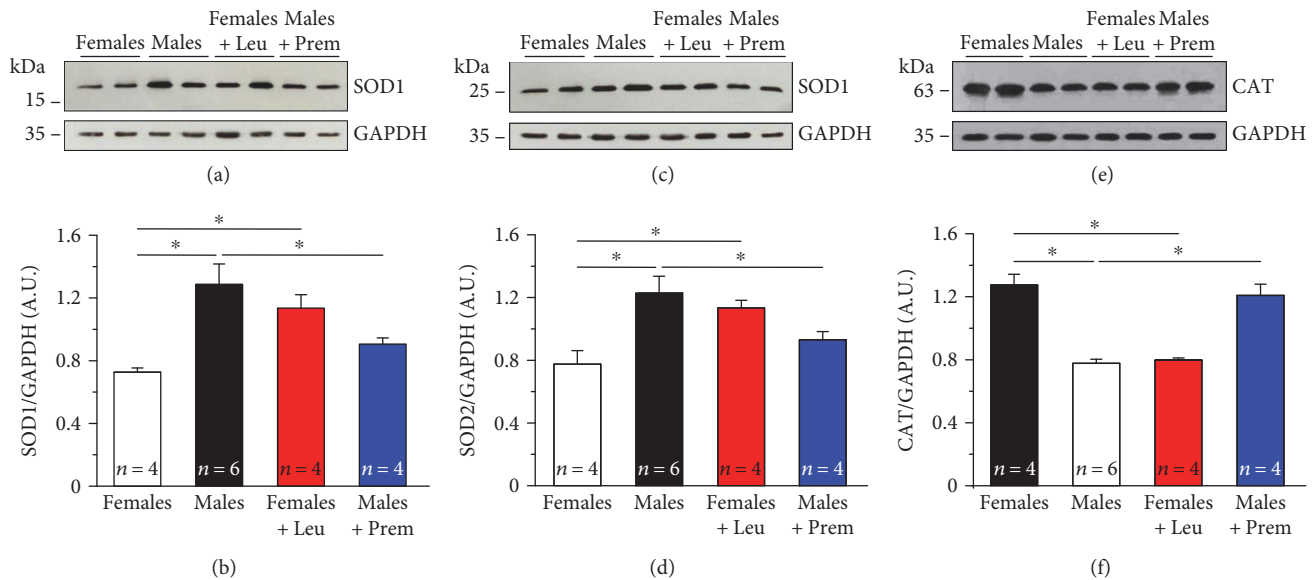 Females Males Females + Leu Males + Prem
kDa
15
35
SOD1
GAPDH
(a)
Females Males Females + Leu Males + Prem
kDa
25
35
SOD1
GAPDH
(c)
Females Males Females + Leu Males + Prem
kDa
63
35
CAT
GAPDH
(e)
SOD1/GAPDH (A.U.)
1.6
1.2
0.8
0.4
0
* * *
n = 4 n = 6 n = 4 n = 4
Females Males Females + Leu Males + Prem
(b)
SOD2/GAPDH (A.U.)
1.6
1.2
0.8
0.4
0
* * *
n = 4 n = 6 n = 4 n = 4
Females Males Females + Leu Males + Prem
(d)
CAT/GAPDH (A.U.)
1.6
1.2
0.8
0.4
0
* * *
n = 4 n = 6 n = 4 n = 4
Females Males Females + Leu Males + Prem
(f)